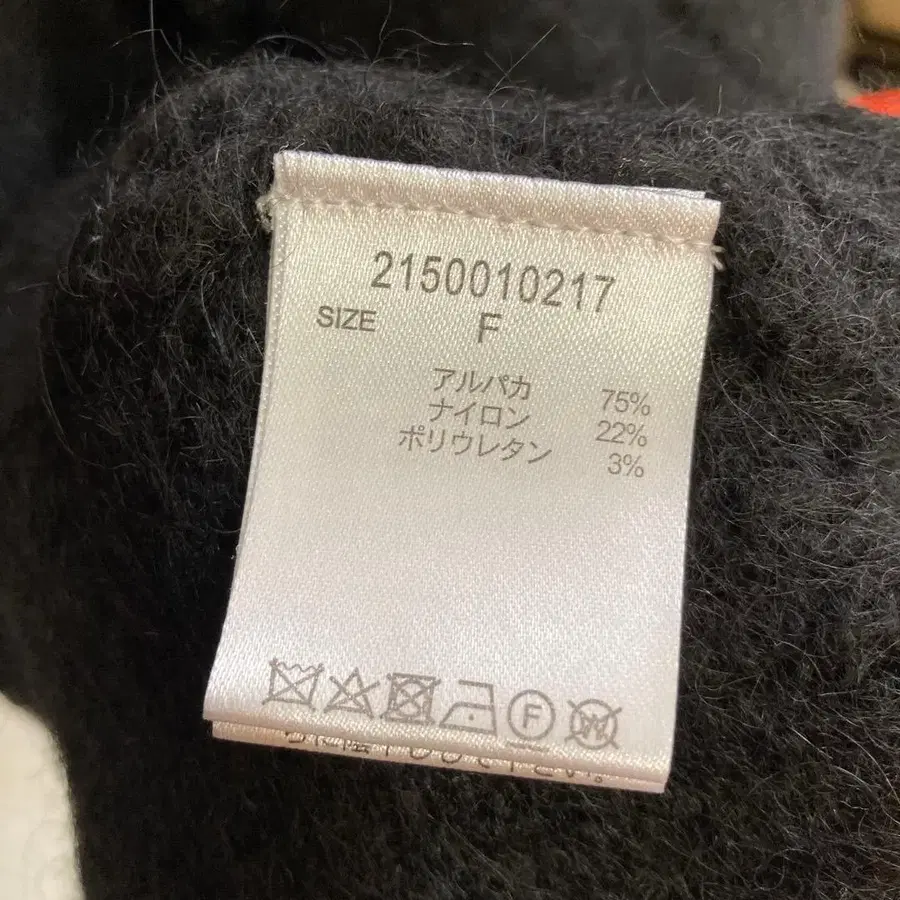 2150010217
SIZE F
アルパカ 75%
ナイロン 22%
ポリウレタン 3%
F
W